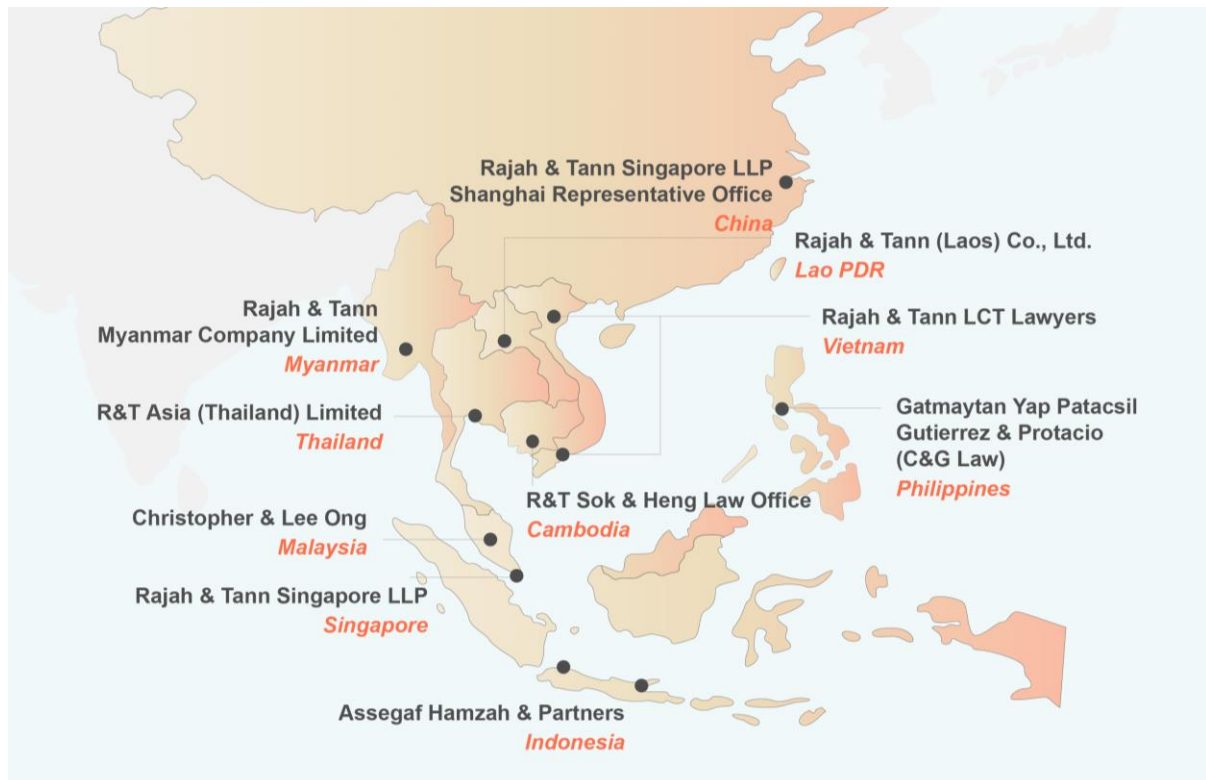 Rajah & Tann Singapore LLP
Shanghai Representative Office
China
Rajah & Tann (Laos) Co., Ltd.
Lao PDR
Rajah & Tann
Myanmar Company Limited
Myanmar
Rajah & Tann LCT Lawyers
Vietnam
R&T Asia (Thailand) Limited
Thailand
Gatmaytan Yap Patacsil
Gutierrez & Protacio
(C&G Law)
Philippines
R&T Sok & Heng Law Office
Cambodia
Christopher & Lee Ong
Malaysia
Rajah & Tann Singapore LLP
Singapore
Assegaf Hamzah & Partners
Indonesia